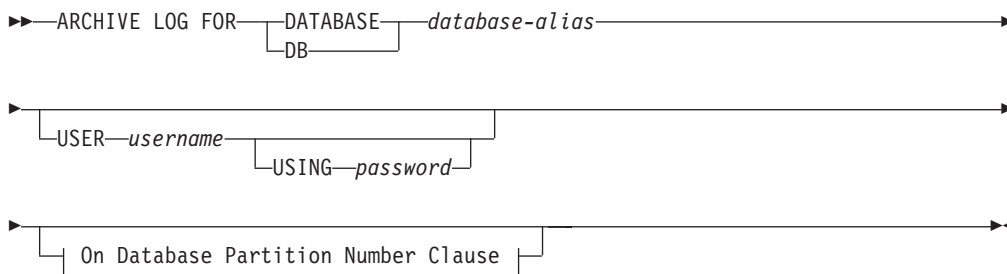 ARCHIVE LOG FOR DATABASE database-alias
DB
USER username
USING password
On Database Partition Number Clause